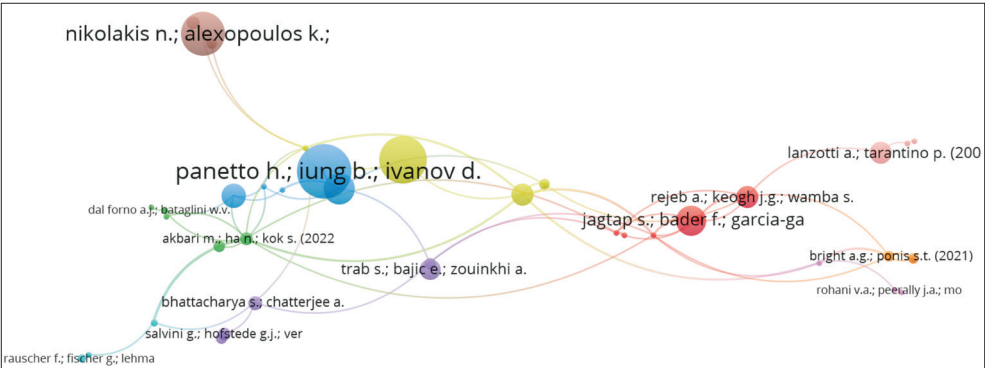 nikolakis n.; alexopoulos k.;
lanzotti a.; tarantino p. (200
panetto h.; iung b.; ivanov d.
rejeb a.; keogh j.g.; wamba s.
dal forno a.j.; bataglini w.v.
jagtap s.; bader f.; garcia-ga
akbari m.; ha n.; kok s. (2022
bright a.g.; ponis s.t. (2021)
trab s.; bajic e.; zouinkhi a.
rohani v.a.; peerally j.a.; mo
bhattacharya s.; chatterjee a.
salvini g.; hofstede g.j.; ver
rauscher f.; fischer g.; lehma